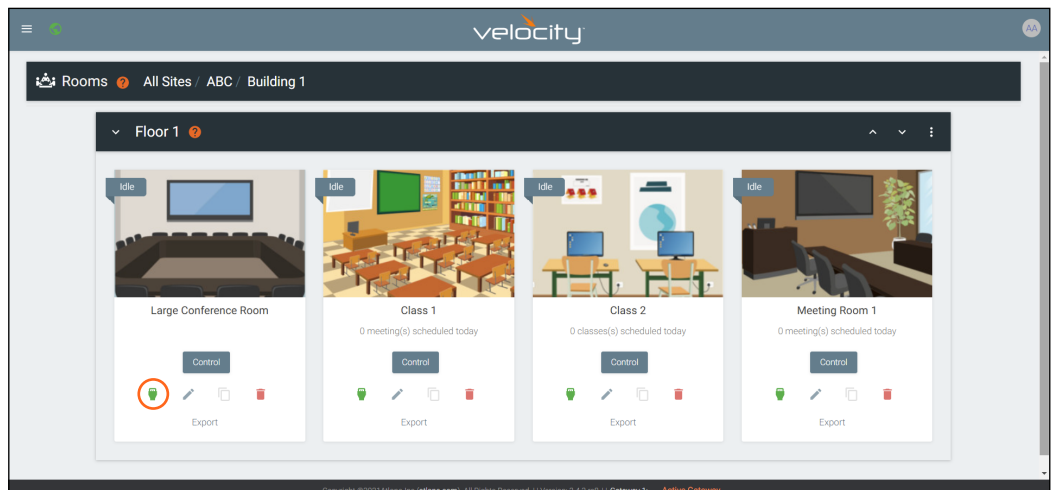 velocity
AA
Rooms ? All Sites / ABC / Building 1
Floor 1 ?
Idle Idle Idle Idle
Large Conference Room Class 1 Class 2 Meeting Room 1
0 meeting(s) scheduled today 0 classes(s) scheduled today 0 meeting(s) scheduled today
Control Control Control Control
Export Export Export Export
Active Gateway